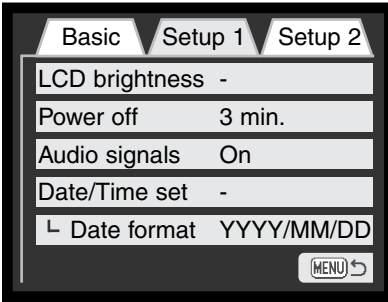 Basic Setup 1 Setup 2
LCD brightness -
Power off 3 min.
Audio signals On
Date/Time set -
└ Date format YYYY/MM/DD
MENU